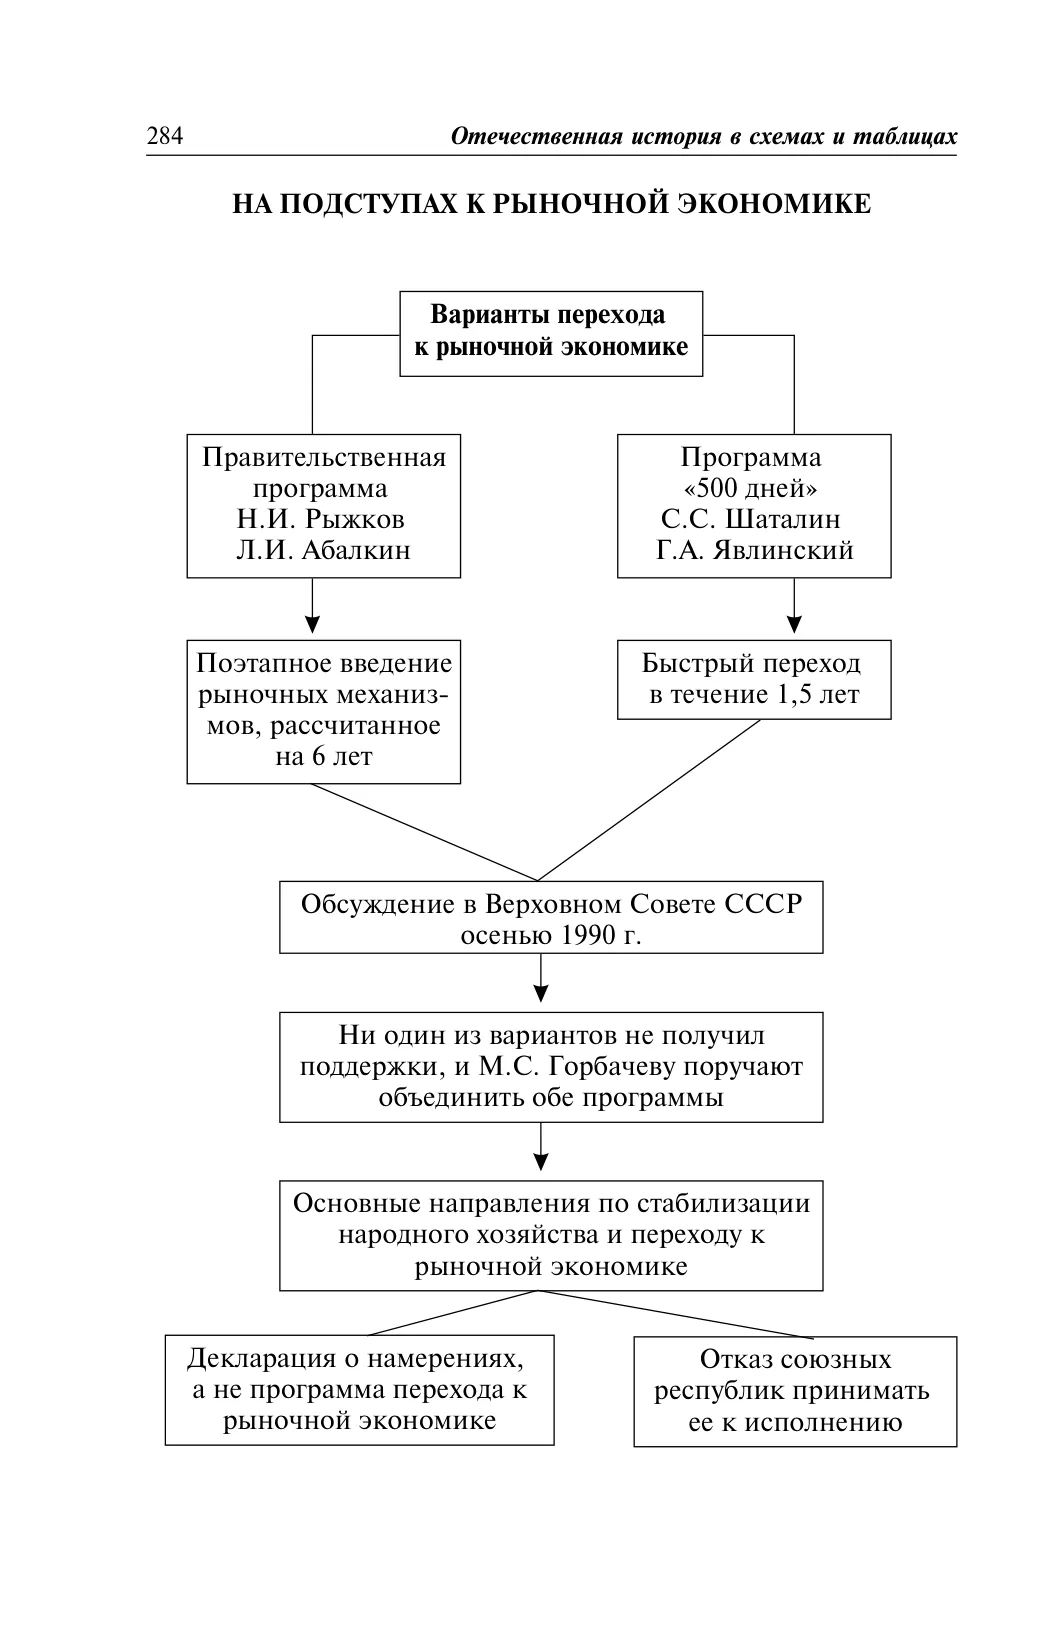 284
Отечественная история в схемах и таблицах
НА ПОДСТУПАХ К РЫНОЧНОЙ ЭКОНОМИКЕ
Варианты перехода
к рыночной экономике
Правительственная
программа
Н.И. Рыжков
Л.И. Абалкин
Программа
«500 дней»
С.С. Шаталин
Г.А. Явлинский
Поэтапное введение
рыночных механиз-
мов, рассчитанное
на 6 лет
Быстрый переход
в течение 1,5 лет
Обсуждение в Верховном Совете СССР
осенью 1990 г.
Ни один из вариантов не получил
поддержки, и М.С. Горбачеву поручают
объединить обе программы
Основные направления по стабилизации
народного хозяйства и переходу к
рыночной экономике
Декларация о намерениях,
а не программа перехода к
рыночной экономике
Отказ союзных
республик принимать
ее к исполнению